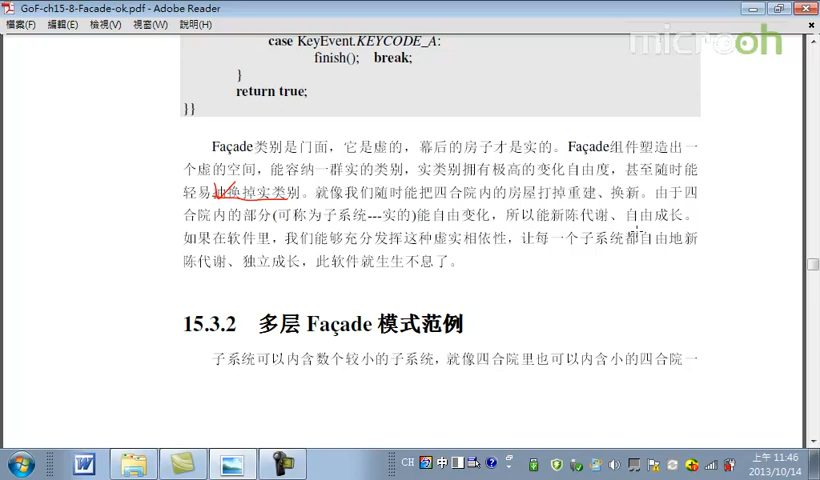 GoF-ch15-8-Facade-ok.pdf - Adobe Reader
檔案(F) 編輯(E) 檢視(V) 視窗(W) 說明(H)
microoh
case KeyEvent.KEYCODE_A:
finish(); break;
}
return true;
}}
Façade类别是门面，它是虚的，幕后的房子才是实的。Façade组件塑造出一
个虚的空间，能容纳一群实的类别，实类别拥有极高的变化自由度，甚至随时能
轻易抽换掉实类别。就像我们随时能把四合院内的房屋打掉重建、换新。由于四
合院内的部分(可称为子系统---实的)能自由变化，所以能新陈代谢、自由成长。
如果在软件里，我们能够充分发挥这种虚实相依性，让每一个子系统都自由地新
陈代谢、独立成长，此软件就生生不息了。
15.3.2 多层 Façade 模式范例
子系统可以内含数个较小的子系统，就像四合院里也可以内含小的四合院一
CH 中
上午 11:46
2013/10/14